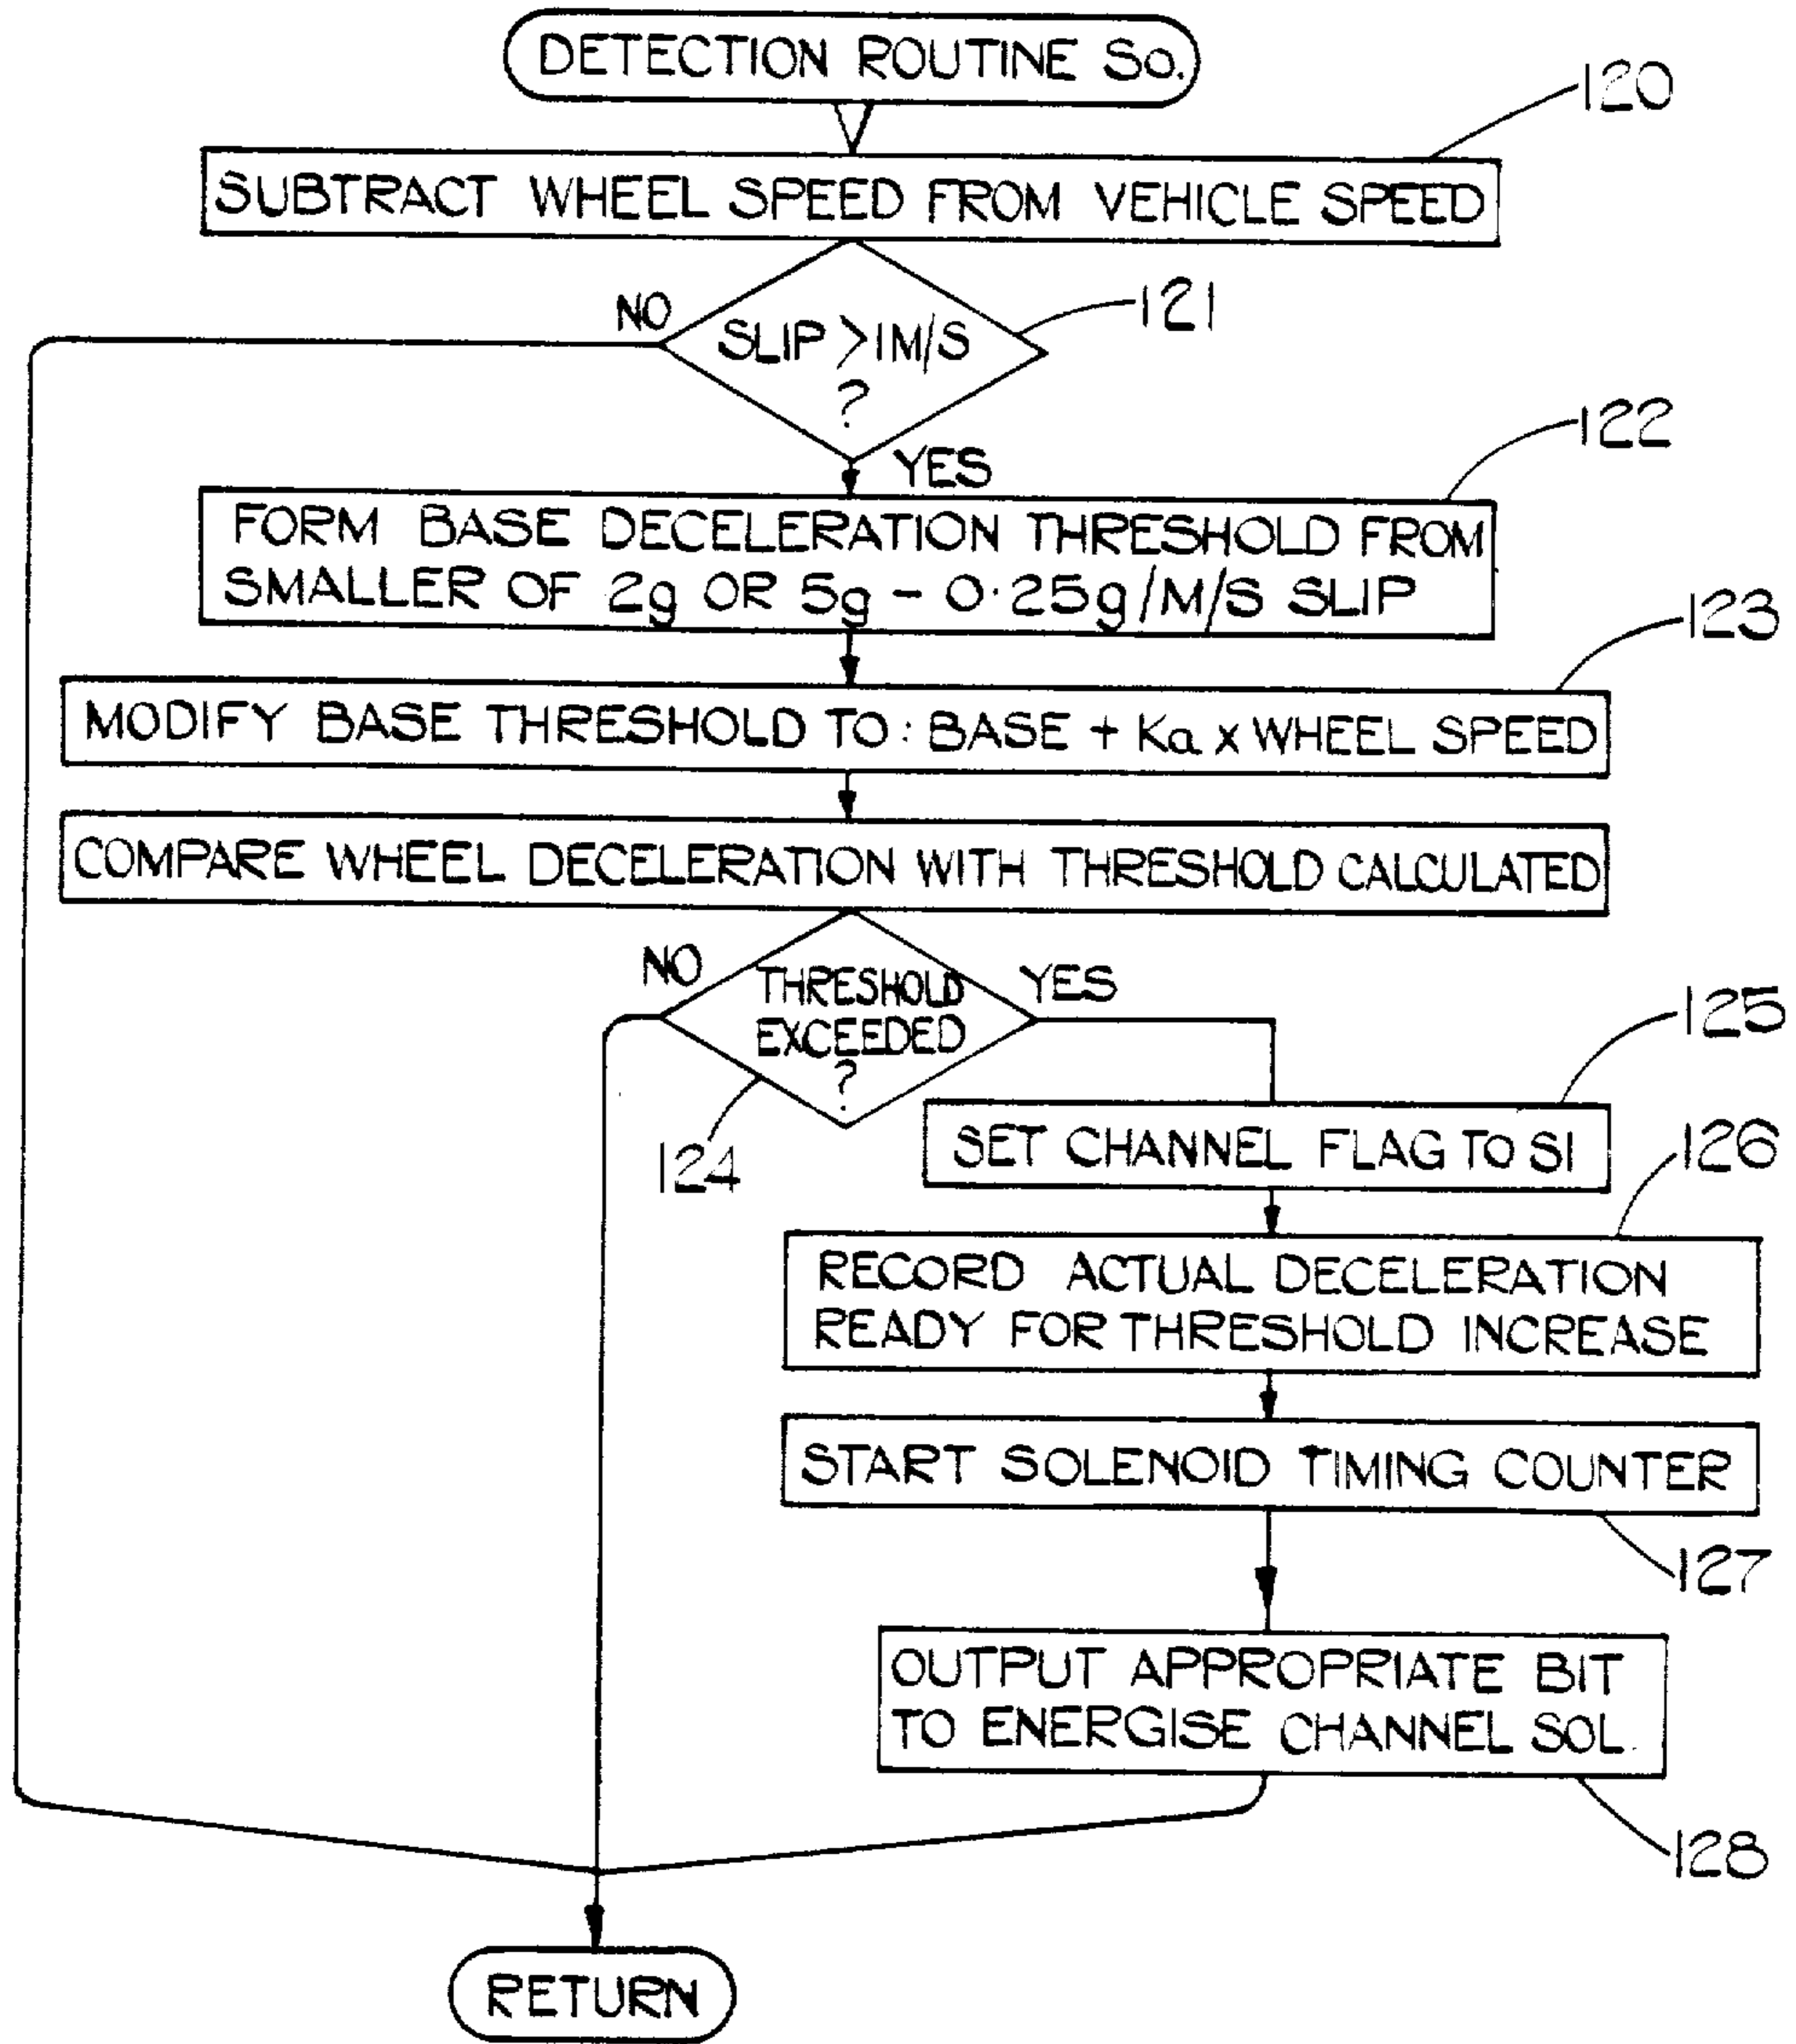 DETECTION ROUTINE So.
120
SUBTRACT WHEEL SPEED FROM VEHICLE SPEED
121
NO
SLIP >1M/S
?
YES
122
FORM BASE DECELERATION THRESHOLD FROM
SMALLER OF 2g OR 5g - 0.25g/M/S SLIP
123
MODIFY BASE THRESHOLD TO: BASE + Ka x WHEEL SPEED
COMPARE WHEEL DECELERATION WITH THRESHOLD CALCULATED
NO
THRESHOLD
EXCEEDED
?
YES
124
125
SET CHANNEL FLAG TO S1
126
RECORD ACTUAL DECELERATION
READY FOR THRESHOLD INCREASE
START SOLENOID TIMING COUNTER
127
OUTPUT APPROPRIATE BIT
TO ENERGISE CHANNEL SOL.
128
RETURN